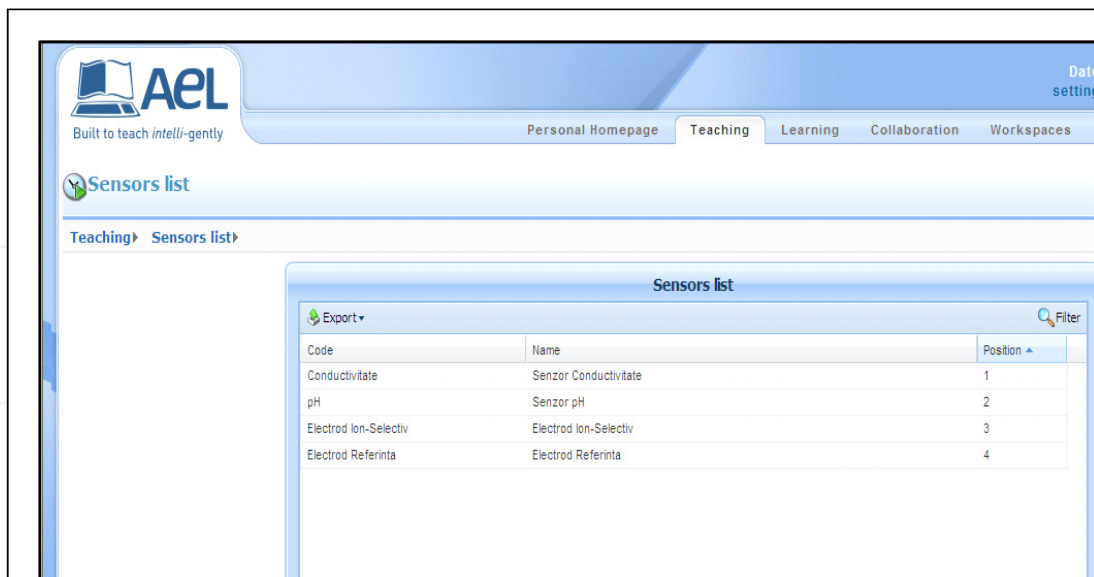 AeL
Built to teach intelli-gently
Date
setting
Personal Homepage Teaching Learning Collaboration Workspaces
Sensors list
Teaching Sensors list
Sensors list
Export Filter
Code Name Position
Conductivitate Senzor Conductivitate 1
pH Senzor pH 2
Electrod Ion-Selectiv Electrod Ion-Selectiv 3
Electrod Referinta Electrod Referinta 4